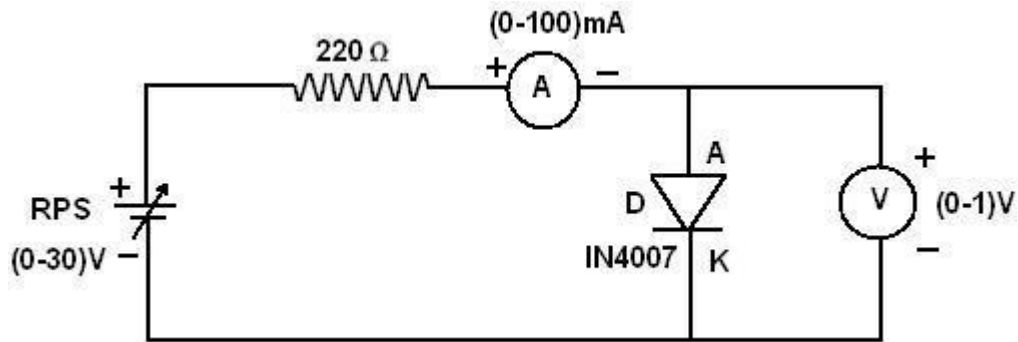 (0-100)mA
220 Ω
+ A −
A
+
D
V
(0-1)V
+
RPS
(0-30)V −
IN4007 K
−